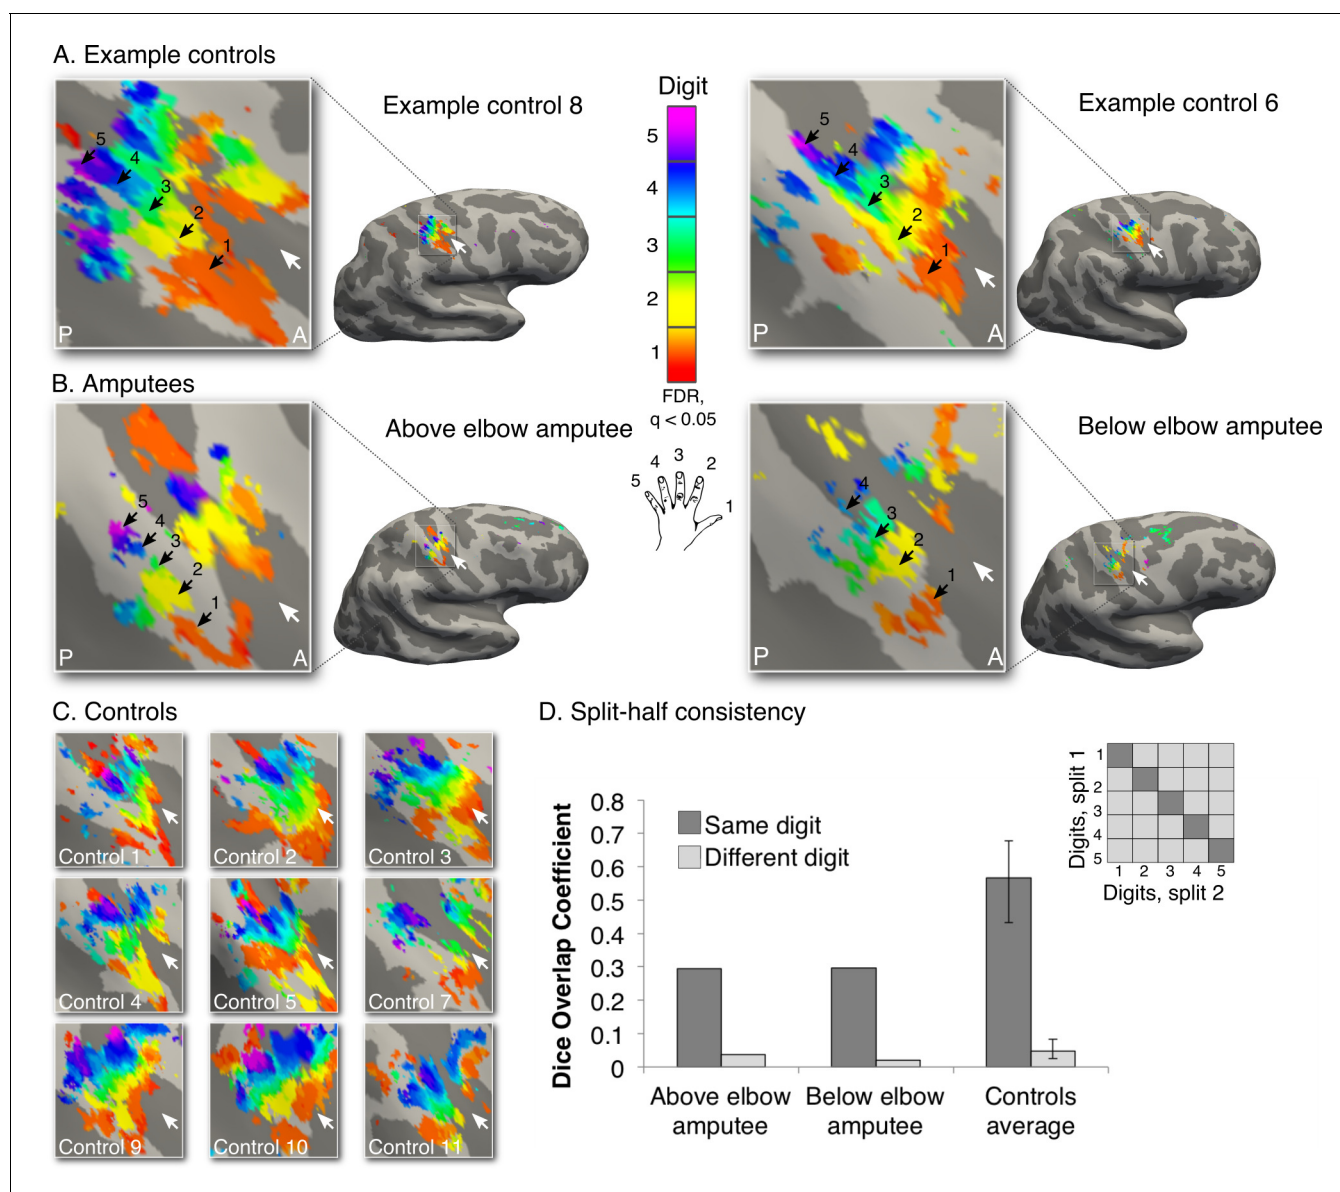 A. Example controls
Example control 8
5
4
3
2
1
P
A
Digit
5
4
3
2
1
FDR,
q < 0.05
Example control 6
5
4
3
2
1
P
A
B. Amputees
Above elbow amputee
5
4
3
2
1
P
A
5
4
3
2
1
Below elbow amputee
4
3
2
1
P
A
C. Controls
Control 1
Control 2
Control 3
Control 4
Control 5
Control 7
Control 9
Control 10
Control 11
D. Split-half consistency
Dice Overlap Coefficient
0.8
0.7
0.6
0.5
0.4
0.3
0.2
0.1
0
Same digit
Different digit
Above elbow
amputee
Below elbow
amputee
Controls
average
Digits, split 1
1
2
3
4
5
1 2 3 4 5
Digits, split 2